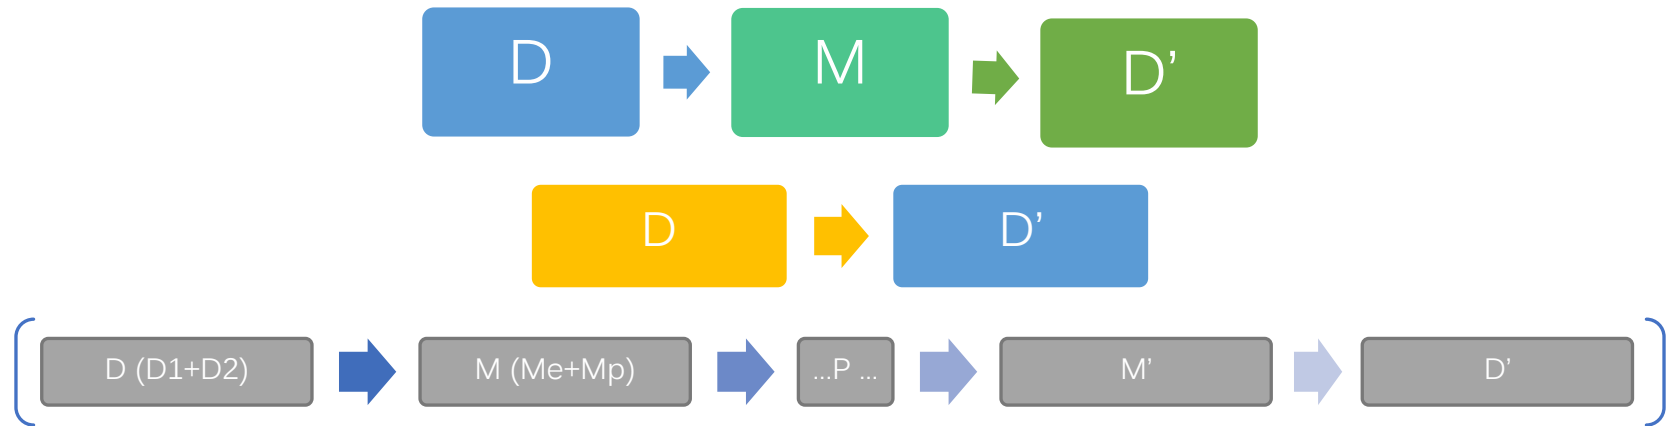 D M D’
D D’
D (D1+D2) M (Me+Mp) ...P ... M’ D’